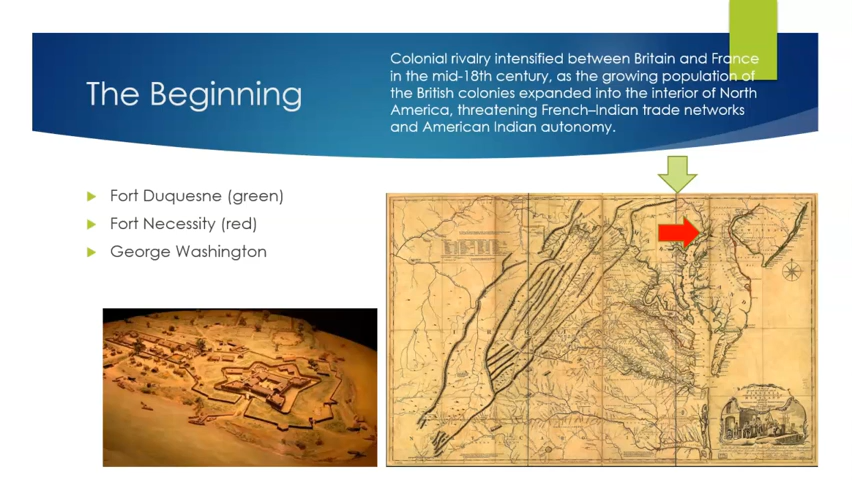 The Beginning
Colonial rivalry intensified between Britain and France
in the mid-18th century, as the growing population of
the British colonies expanded into the interior of North
America, threatening French–Indian trade networks
and American Indian autonomy.
Fort Duquesne (green)
Fort Necessity (red)
George Washington